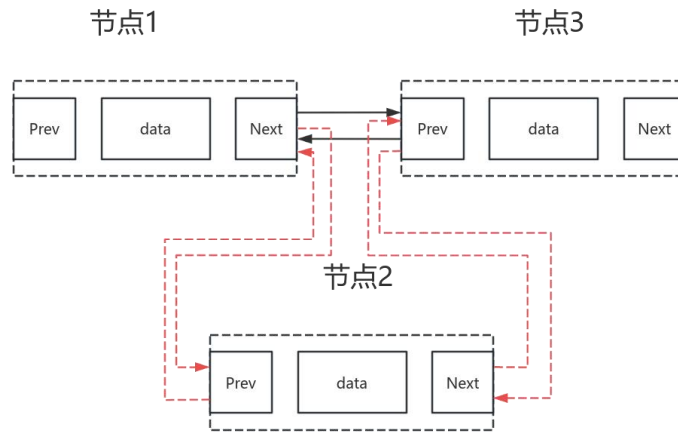 节点1
节点3
Prev
data
Next
Prev
data
Next
节点2
Prev
data
Next